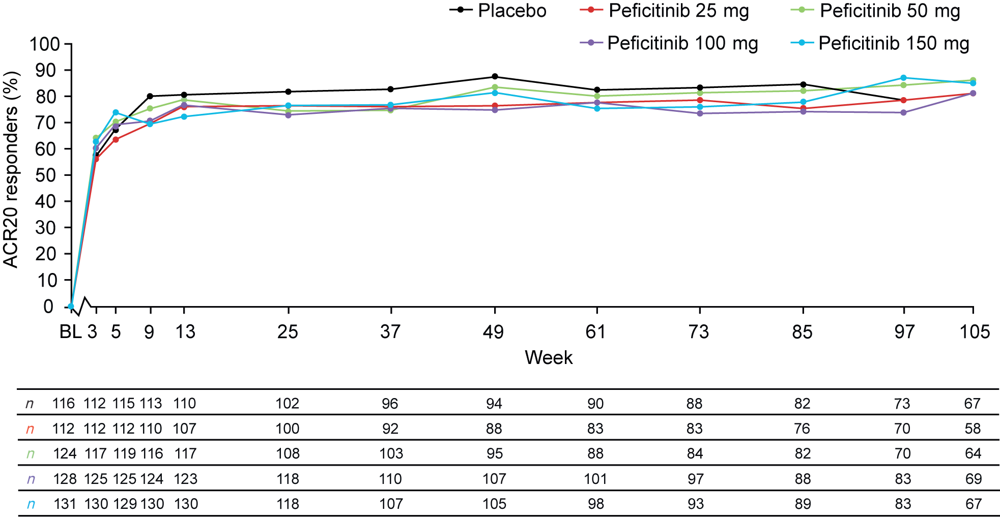 Placebo Peficitinib 25 mg Peficitinib 50 mg
Peficitinib 100 mg Peficitinib 150 mg
ACR20 responders (%)
100
90
80
70
60
50
40
30
20
10
0
BL 3 5 9 13 25 37 49 61 73 85 97 105
Week
n 116 112 115 113 110 102 96 94 90 88 82 73 67
n 112 112 112 110 107 100 92 88 83 83 76 70 58
n 124 117 119 116 117 108 103 95 88 84 82 70 64
n 128 125 125 124 123 118 110 107 101 97 88 83 69
n 131 130 129 130 130 118 107 105 98 93 89 83 67